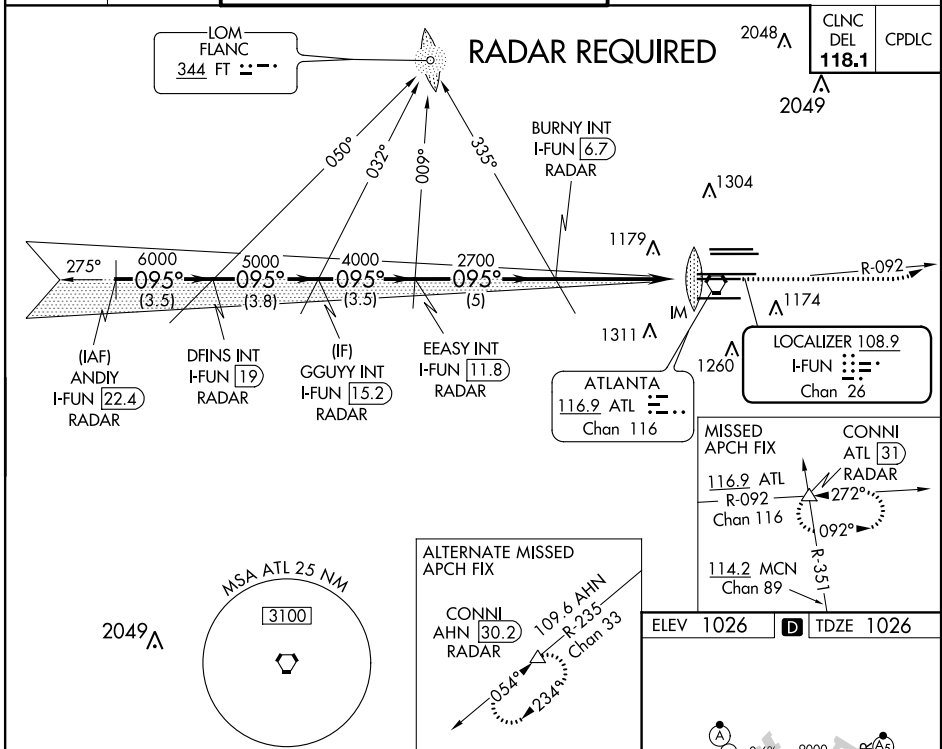 LOM
FLANC
344 FT
RADAR REQUIRED
2048
CLNC
DEL
118.1
CPDLC
2049
BURNY INT
I-FUN 6.7
RADAR
050°
032°
009°
335°
1304
1179
275°
6000
095°
(3.5)
5000
095°
(3.8)
4000
095°
(3.5)
2700
095°
(5)
R-092
IM
1174
1311
1260
(IAF)
ANDIY
I-FUN 22.4
RADAR
DFINS INT
I-FUN 19
RADAR
(IF)
GGUYY INT
I-FUN 15.2
RADAR
EEASY INT
I-FUN 11.8
RADAR
ATLANTA
116.9 ATL
Chan 116
LOCALIZER 108.9
I-FUN
Chan 26
MISSED
APCH FIX
CONNI
ATL 31
RADAR
116.9 ATL
R-092
Chan 116
272°
092°
R-351
114.2 MCN
Chan 89
MSA ATL 25 NM
3100
2049
ALTERNATE MISSED
APCH FIX
CONNI
AHN 30.2
RADAR
109.6 AHN
R-235
Chan 33
054°
234°
ELEV 1026
D
TDZE 1026
A
9000
A5